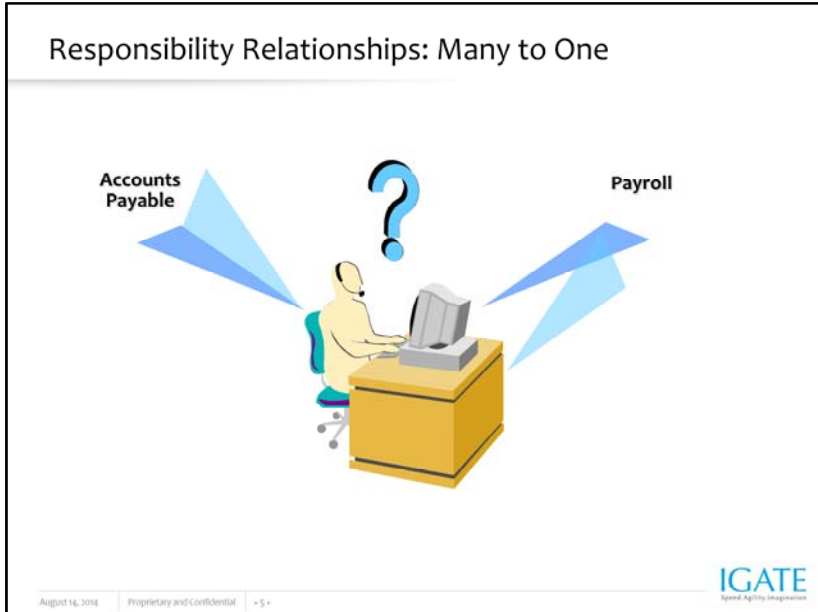 Responsibility Relationships: Many to One
Accounts
Payable
Payroll
?
August 14, 2014
Proprietary and Confidential
• 5 •
IGATE
Speed.Agility.Imagination